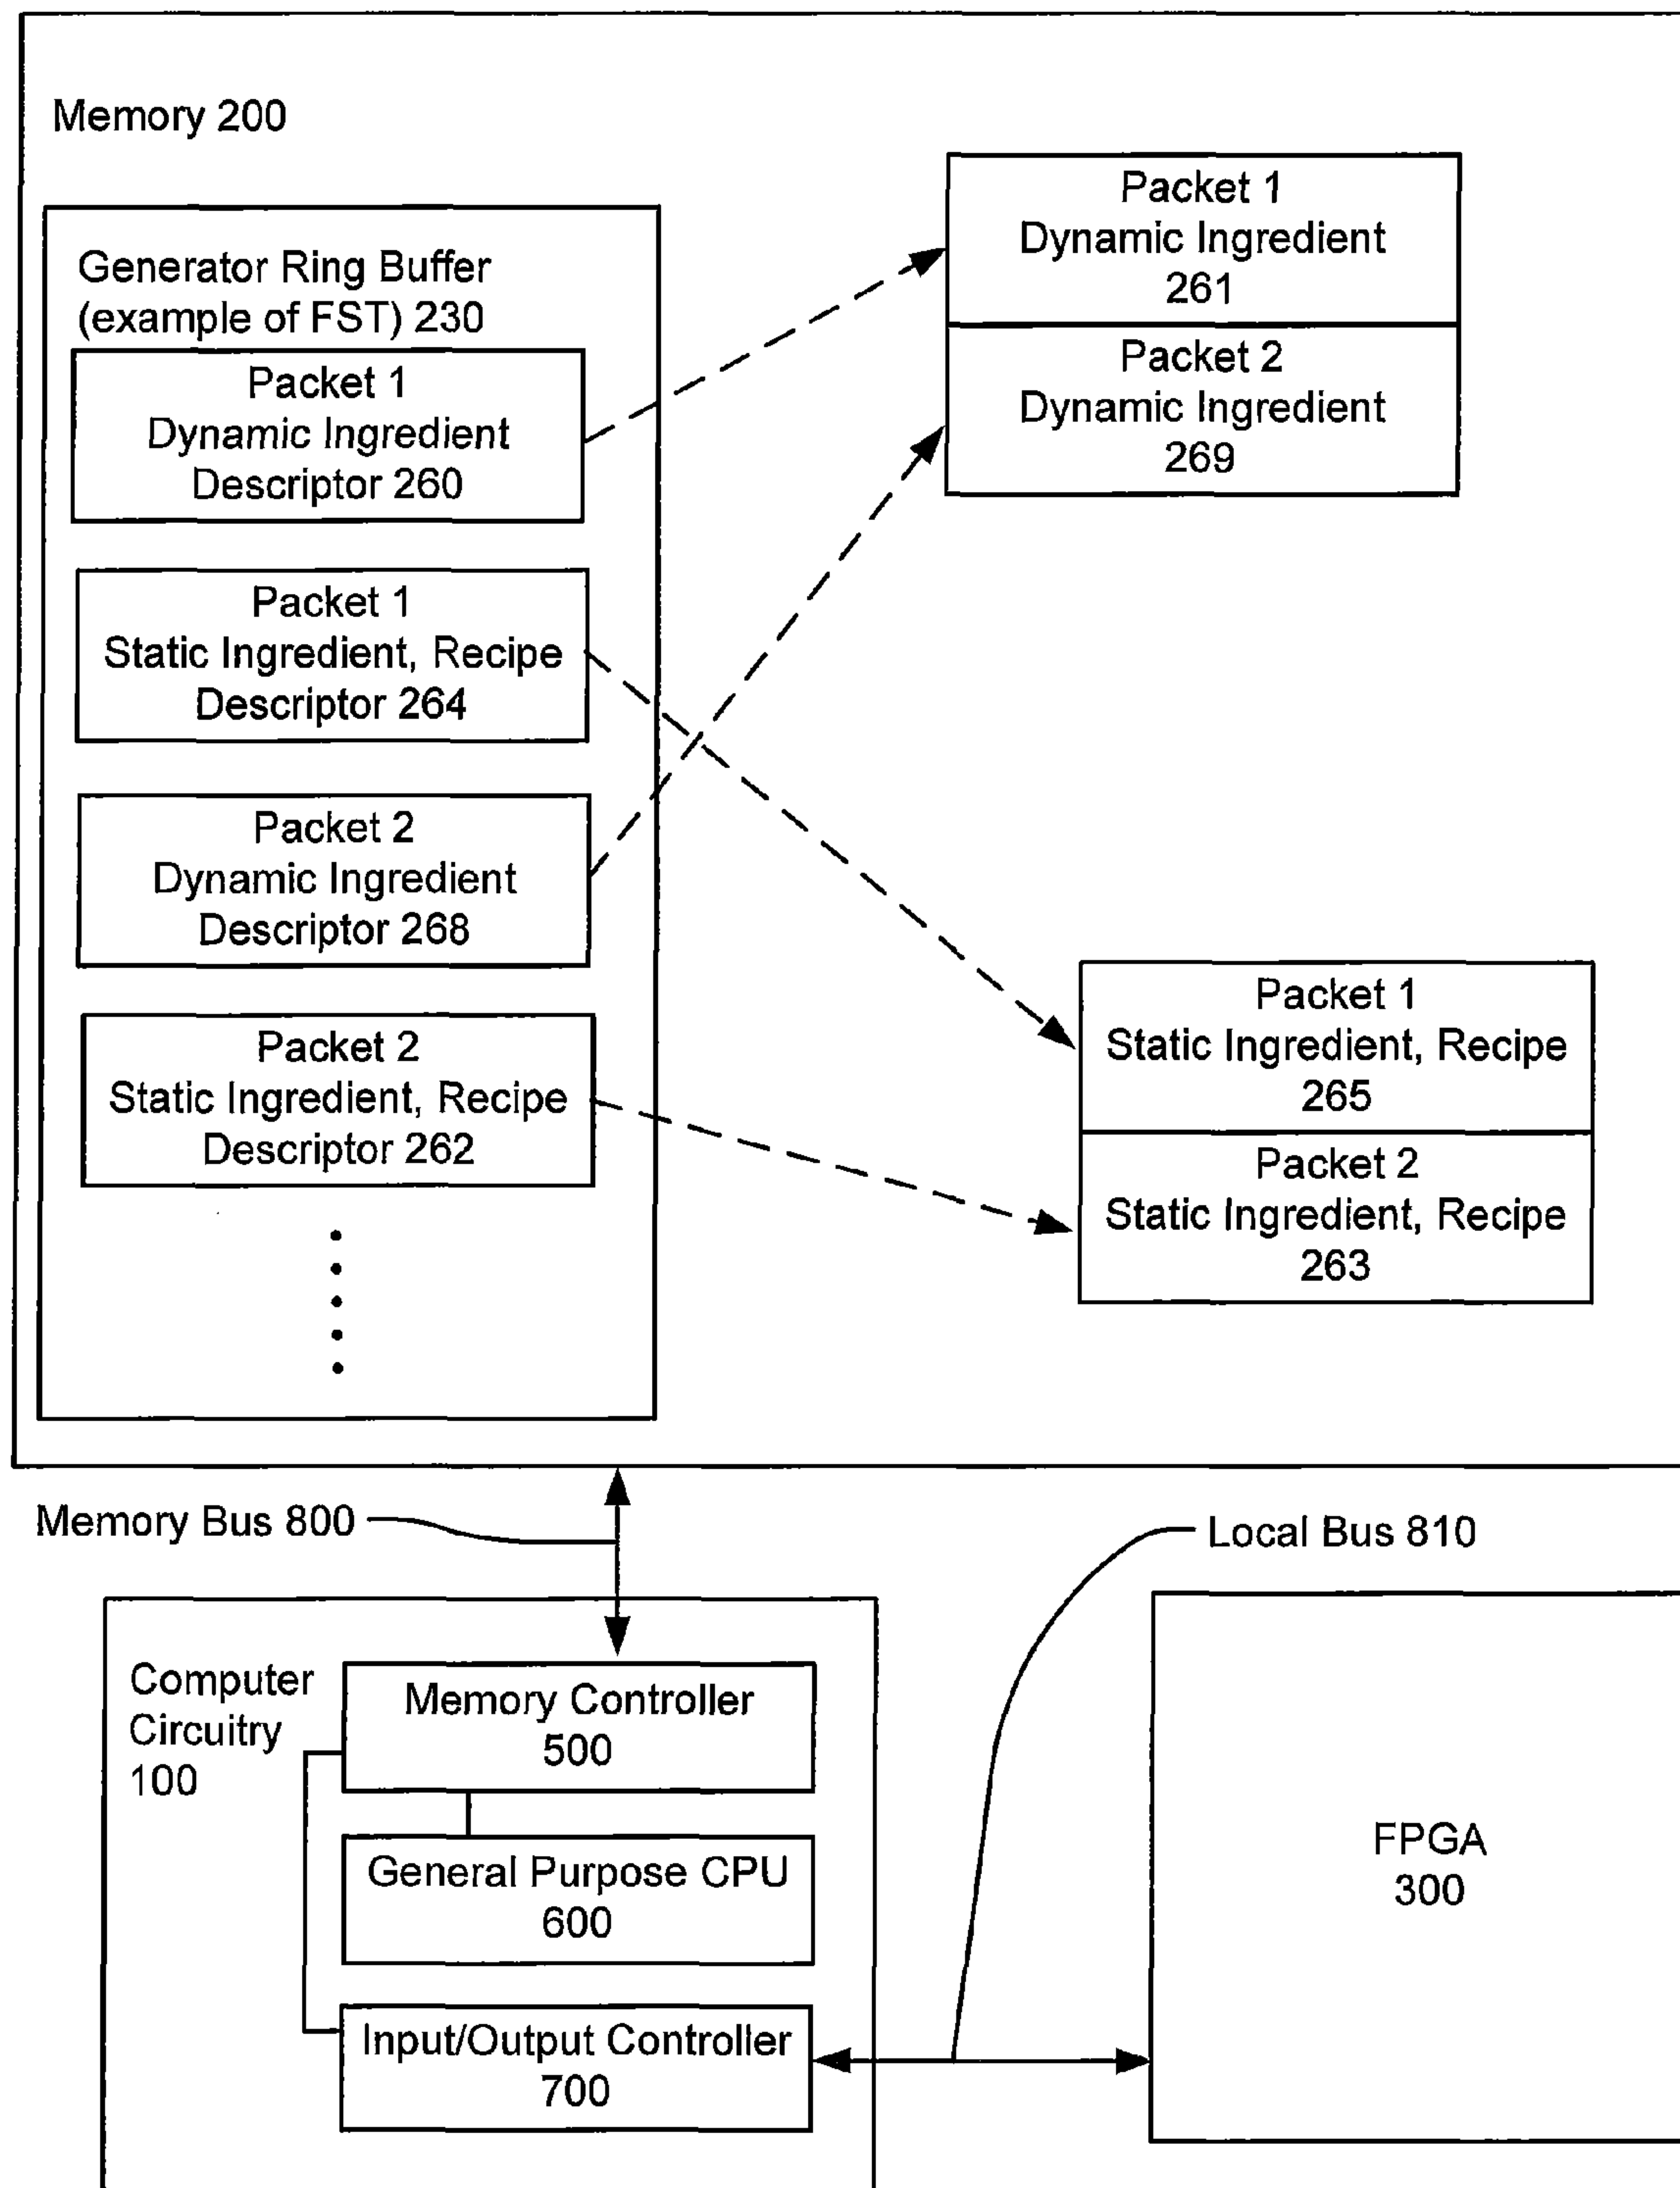 Memory 200
Generator Ring Buffer
(example of FST) 230
Packet 1
Dynamic Ingredient
Descriptor 260
Packet 1
Static Ingredient, Recipe
Descriptor 264
Packet 2
Dynamic Ingredient
Descriptor 268
Packet 2
Static Ingredient, Recipe
Descriptor 262
Packet 1
Dynamic Ingredient
261
Packet 2
Dynamic Ingredient
269
Packet 1
Static Ingredient, Recipe
265
Packet 2
Static Ingredient, Recipe
263
Memory Bus 800
Local Bus 810
Computer
Circuitry
100
Memory Controller
500
General Purpose CPU
600
Input/Output Controller
700
FPGA
300